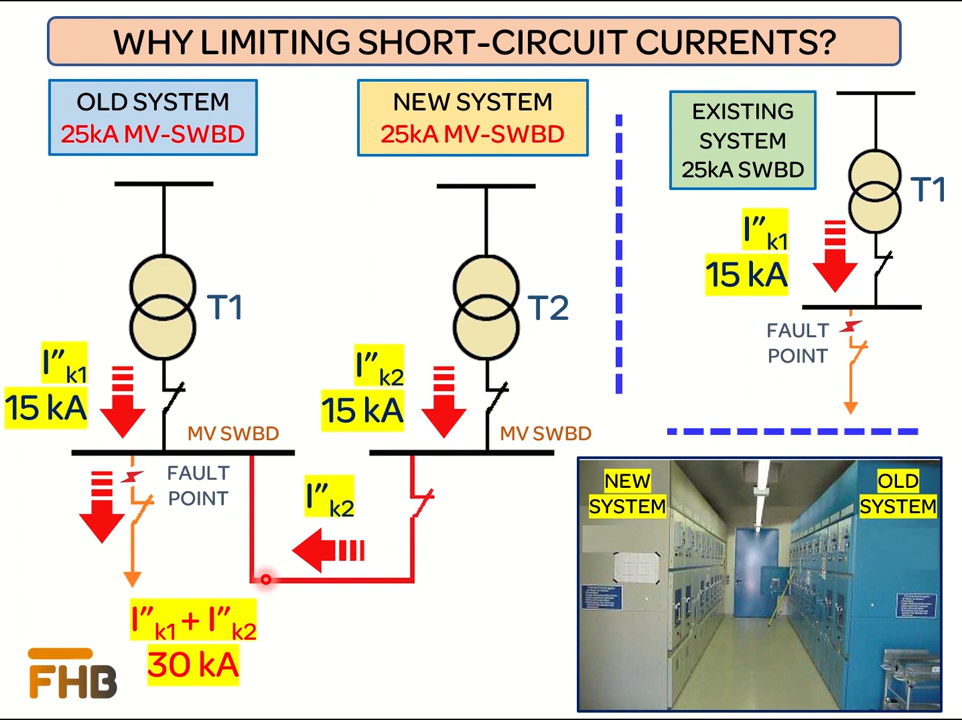 WHY LIMITING SHORT-CIRCUIT CURRENTS?
OLD SYSTEM
25kA MV-SWBD
NEW SYSTEM
25kA MV-SWBD
EXISTING
SYSTEM
25kA SWBD
T1
I″k1
15 kA
FAULT
POINT
T1
I″k1
15 kA
MV SWBD
FAULT
POINT
T2
I″k2
15 kA
MV SWBD
I″k2
I″k1 + I″k2
30 kA
NEW
SYSTEM
OLD
SYSTEM
FHB